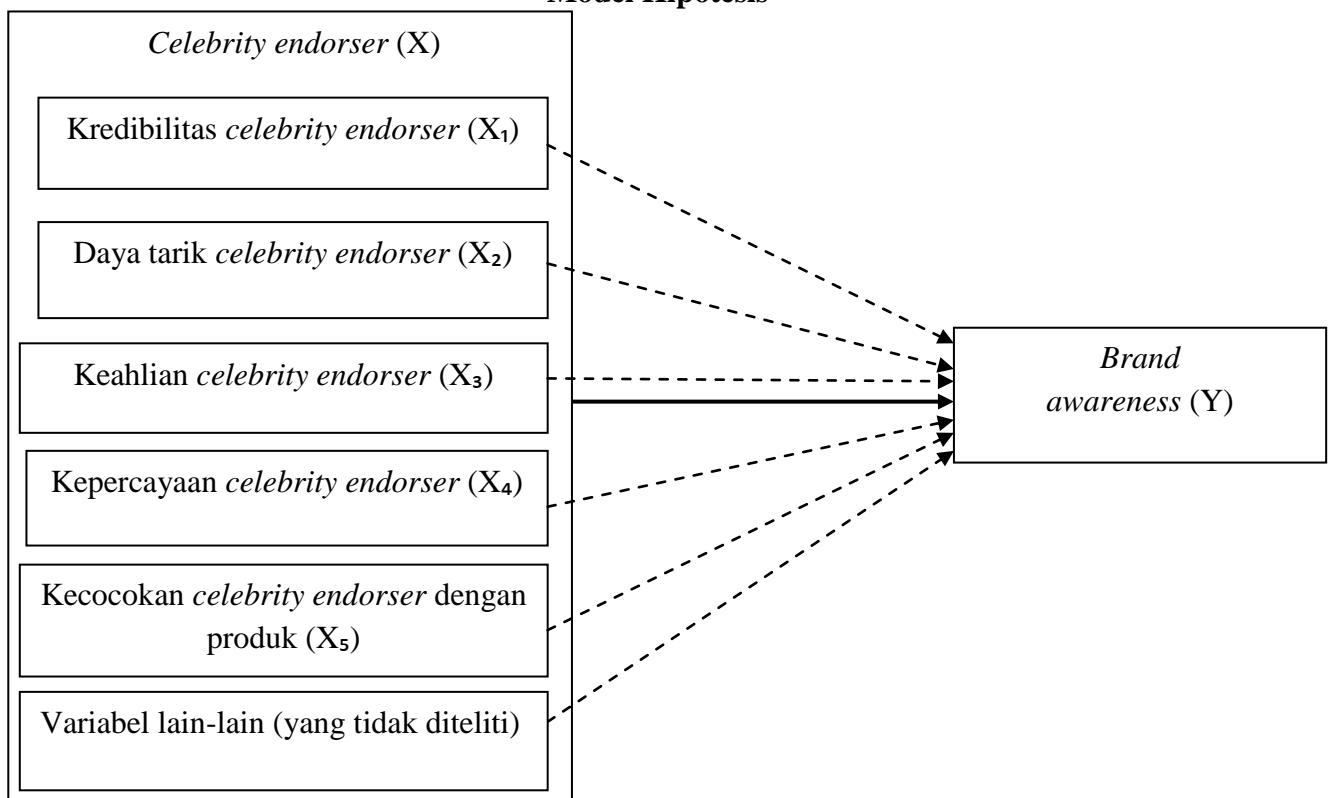 Model Hipotesis
Celebrity endorser (X)
Kredibilitas celebrity endorser (X₁)
Daya tarik celebrity endorser (X₂)
Keahlian celebrity endorser (X₃)
Kepercayaan celebrity endorser (X₄)
Kecocokan celebrity endorser dengan
produk (X₅)
Variabel lain-lain (yang tidak diteliti)
Brand
awareness (Y)